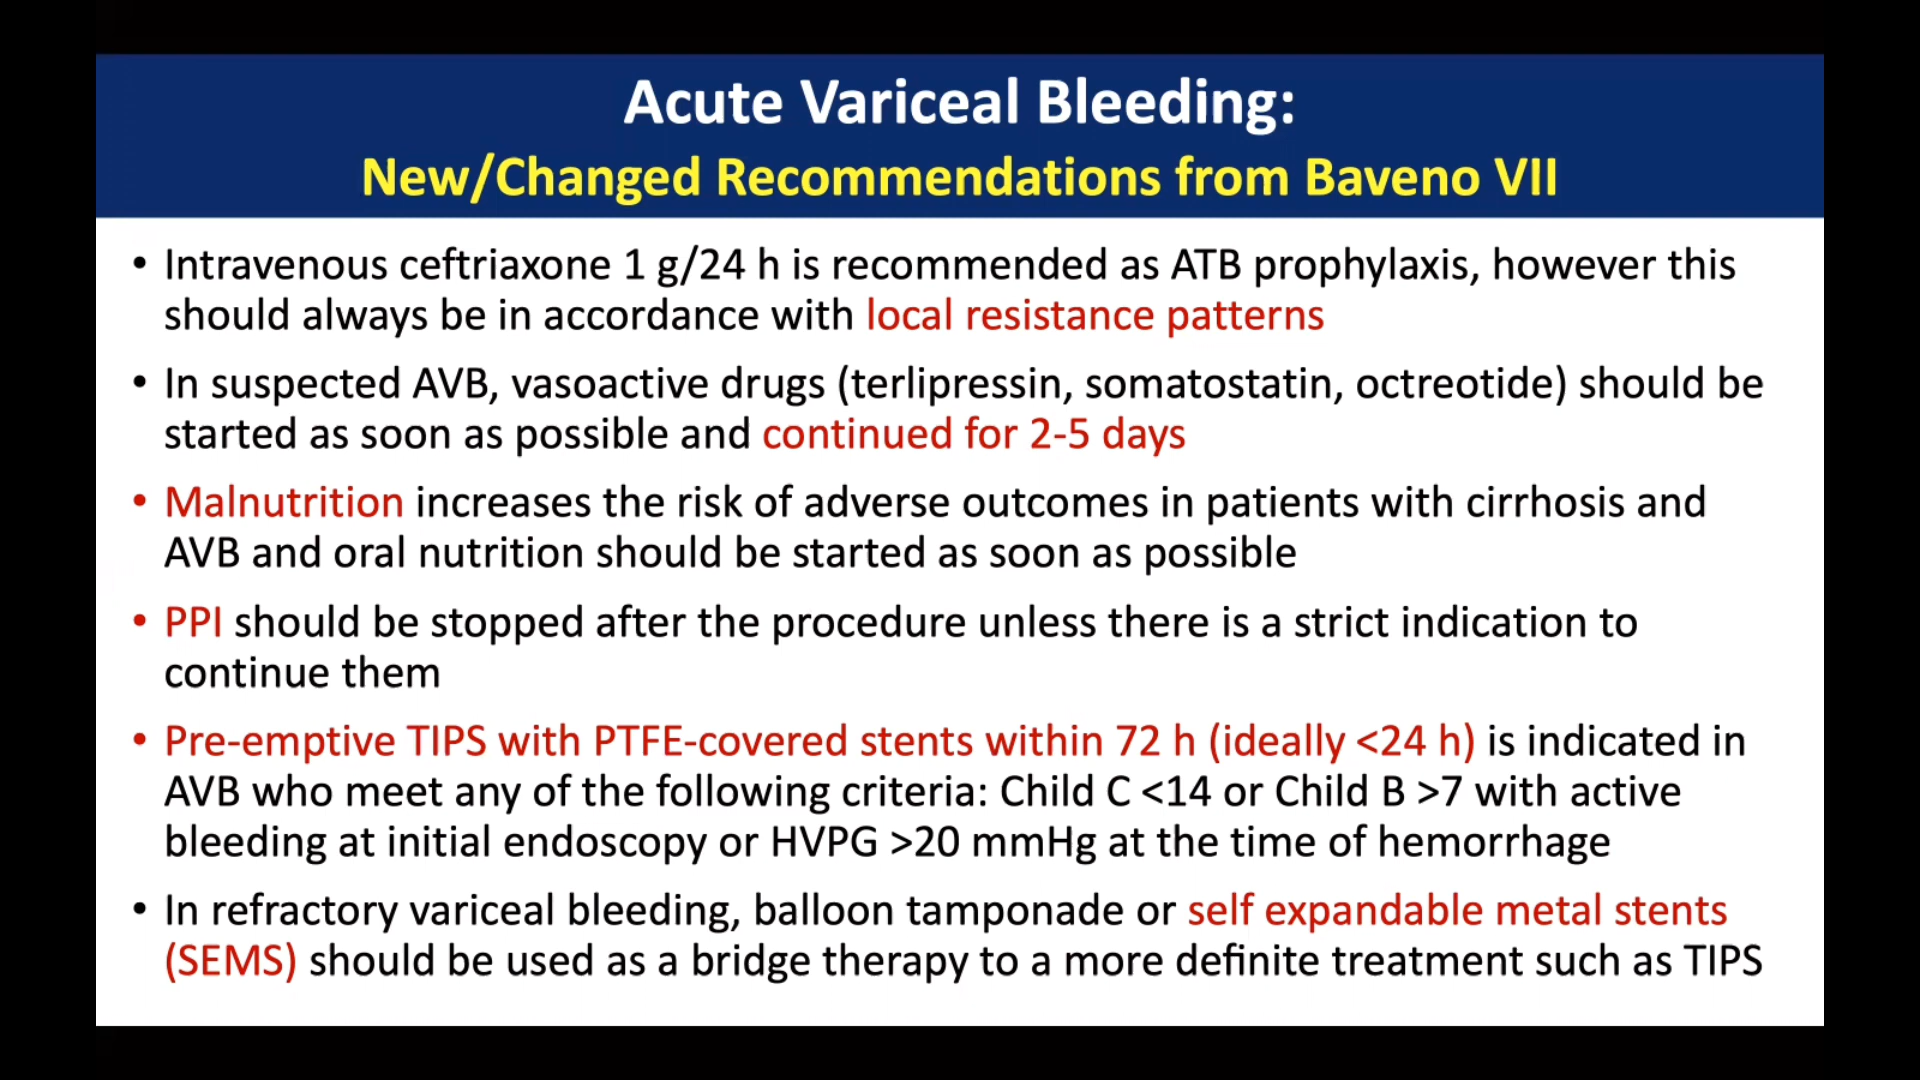 Acute Variceal Bleeding:
New/Changed Recommendations from Baveno VII
• Intravenous ceftriaxone 1 g/24 h is recommended as ATB prophylaxis, however this
should always be in accordance with local resistance patterns
• In suspected AVB, vasoactive drugs (terlipressin, somatostatin, octreotide) should be
started as soon as possible and continued for 2-5 days
• Malnutrition increases the risk of adverse outcomes in patients with cirrhosis and
AVB and oral nutrition should be started as soon as possible
• PPI should be stopped after the procedure unless there is a strict indication to
continue them
• Pre-emptive TIPS with PTFE-covered stents within 72 h (ideally <24 h) is indicated in
AVB who meet any of the following criteria: Child C <14 or Child B >7 with active
bleeding at initial endoscopy or HVPG >20 mmHg at the time of hemorrhage
• In refractory variceal bleeding, balloon tamponade or self expandable metal stents
(SEMS) should be used as a bridge therapy to a more definite treatment such as TIPS